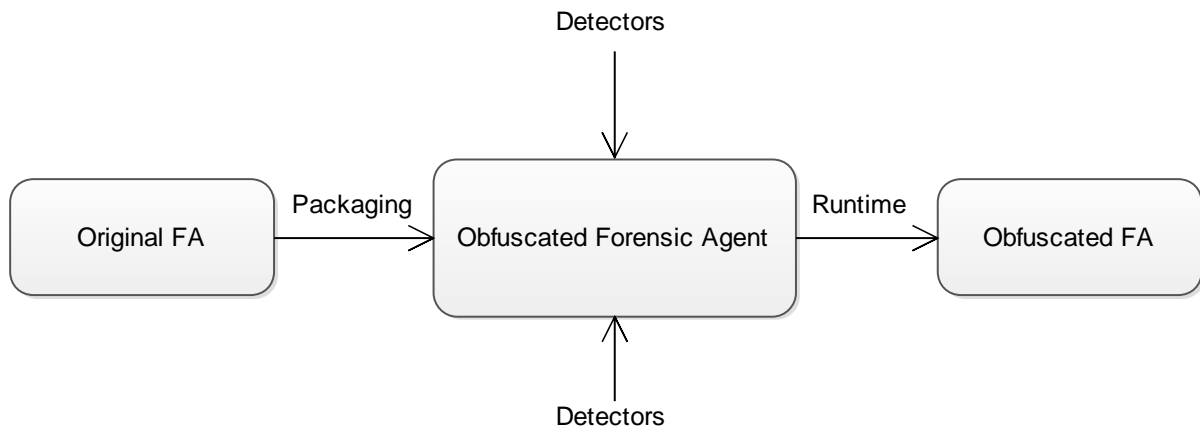 Detectors
Original FA
Packaging
Obfuscated Forensic Agent
Runtime
Obfuscated FA
Detectors